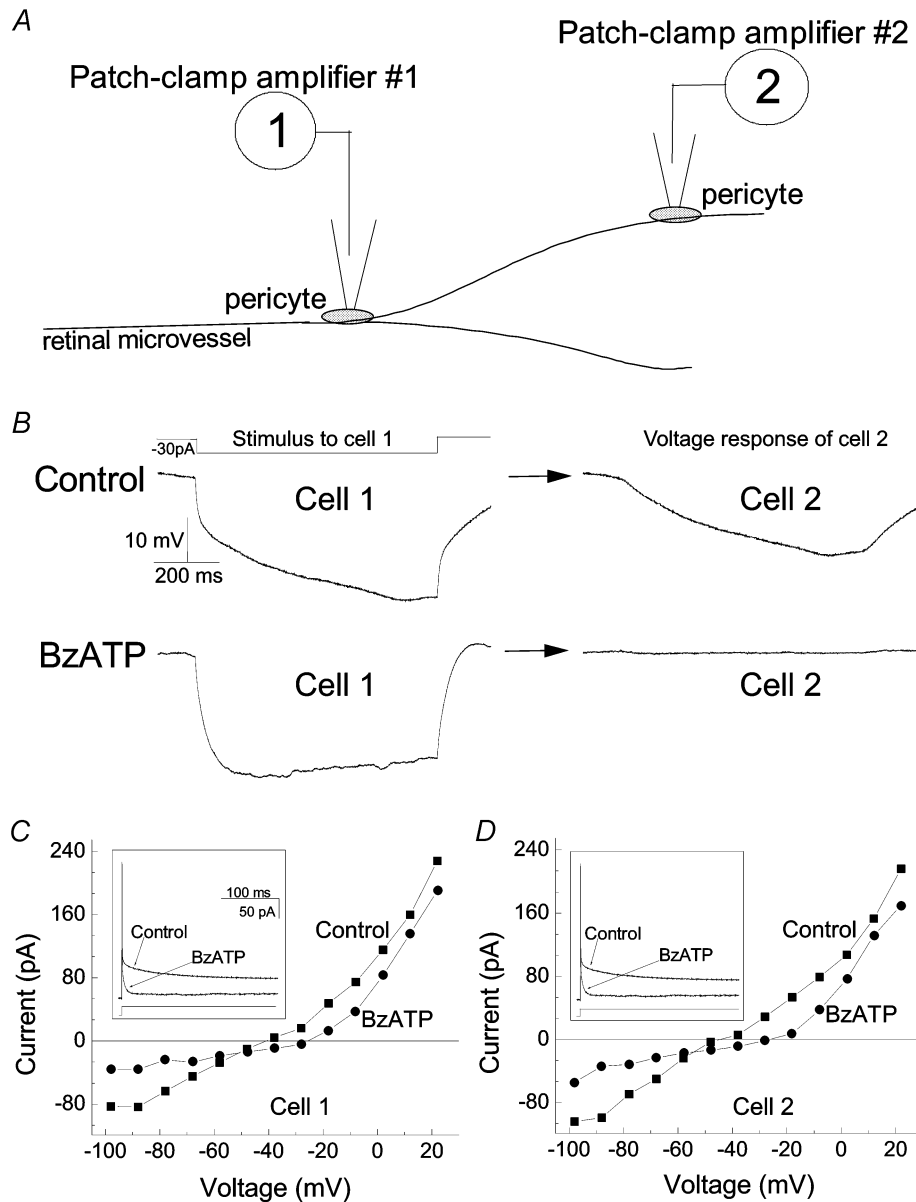 A
Patch-clamp amplifier #2
Patch-clamp amplifier #1
2
1
pericyte
pericyte
retinal microvessel
B
-30pA
Stimulus to cell 1
Voltage response of cell 2
Control
Cell 1
Cell 2
10 mV
200 ms
BzATP
Cell 1
Cell 2
C
240
160
80
0
-80
Current (pA)
100 ms
50 pA
Control
BzATP
Control
BzATP
Cell 1
-100 -80 -60 -40 -20 0 20
Voltage (mV)
D
240
160
80
0
-80
Current (pA)
Control
BzATP
Control
BzATP
Cell 2
-100 -80 -60 -40 -20 0 20
Voltage (mV)